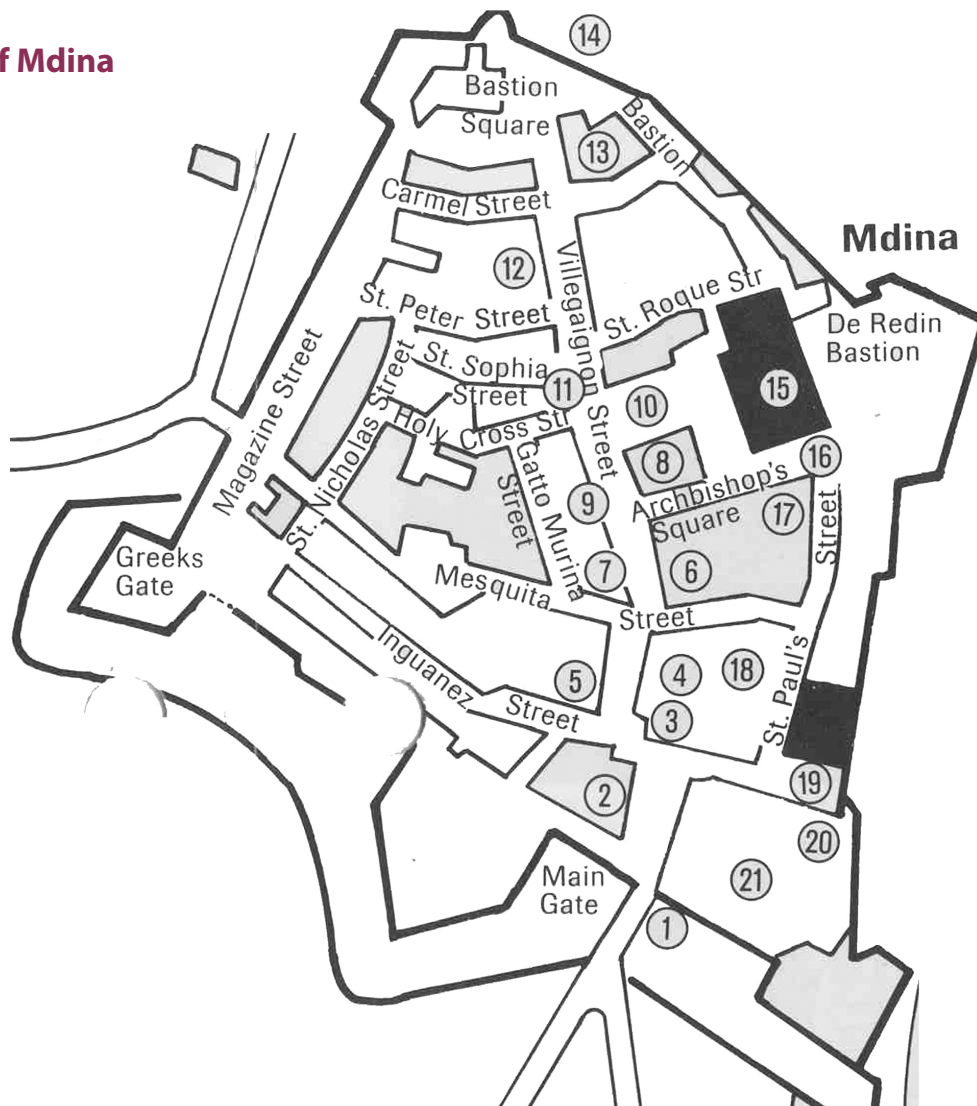 f Mdina
14
Bastion
Square
Bastion
13
Carmel Street
Mdina
12
Villegaignon Street
St. Peter Street
St. Roque Str
De Redin
Bastion
Magazine Street
St. Sophia
Street
11
10
15
St. Nicholas Street
Holy Cross Str
8
16
Archbishop's
Square
9
17
Gatto Murina
Street
Street
Greeks
Gate
7
6
Mesquita
Street
St. Paul's
Inguanez
Street
5
4
18
3
2
19
20
Main
Gate
21
1